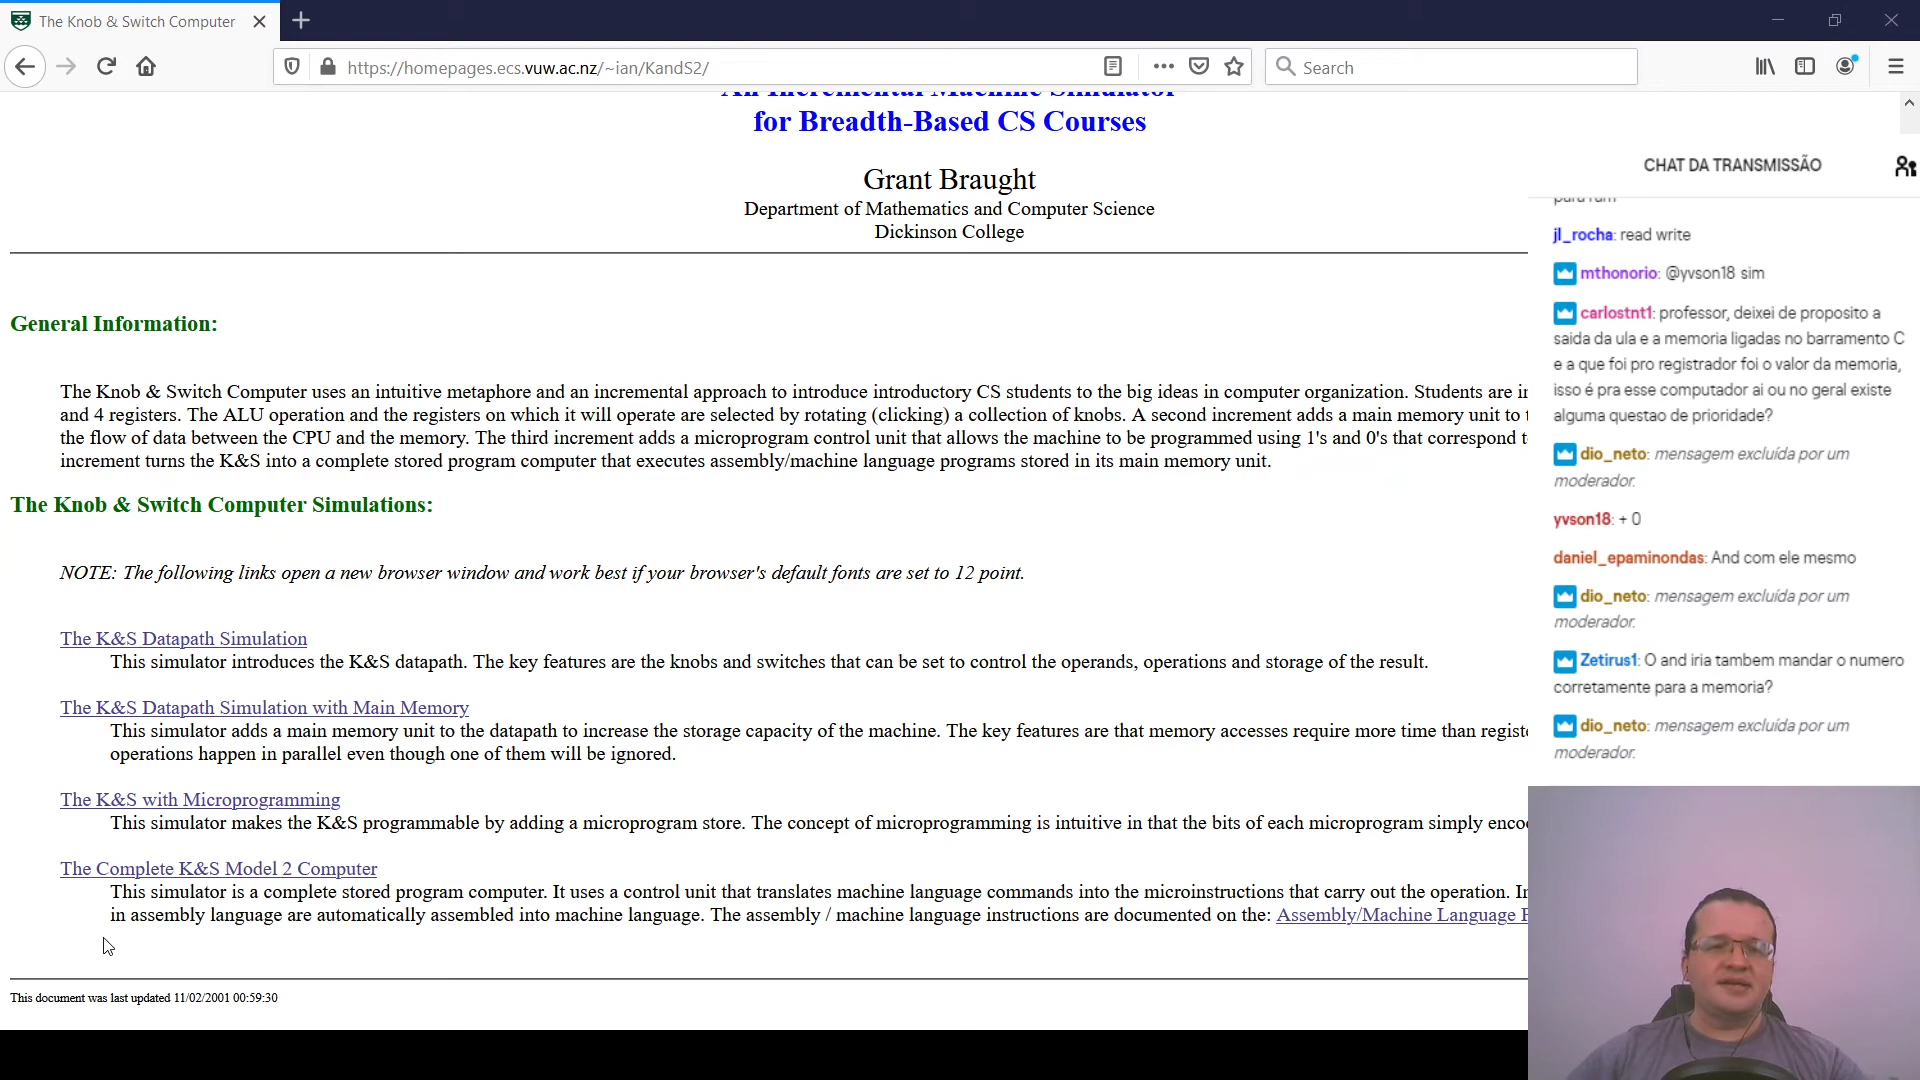 The Knob & Switch Computer
https://homepages.ecs.vuw.ac.nz/~ian/KandS2/
Search
An Incremental Machine Simulator
for Breadth-Based CS Courses
Grant Braught
Department of Mathematics and Computer Science
Dickinson College
General Information:
The Knob & Switch Computer uses an intuitive metaphore and an incremental approach to introduce introductory CS students to the big ideas in computer organization. Students are
and 4 registers. The ALU operation and the registers on which it will operate are selected by rotating (clicking) a collection of knobs. A second increment adds a main memory unit to
the flow of data between the CPU and the memory. The third increment adds a microprogram control unit that allows the machine to be programmed using 1's and 0's that correspond
increment turns the K&S into a complete stored program computer that executes assembly/machine language programs stored in its main memory unit.
The Knob & Switch Computer Simulations:
NOTE: The following links open a new browser window and work best if your browser's default fonts are set to 12 point.
The K&S Datapath Simulation
This simulator introduces the K&S datapath. The key features are the knobs and switches that can be set to control the operands, operations and storage of the result.
The K&S Datapath Simulation with Main Memory
This simulator adds a main memory unit to the datapath to increase the storage capacity of the machine. The key features are that memory accesses require more time than
operations happen in parallel even though one of them will be ignored.
The K&S with Microprogramming
This simulator makes the K&S programmable by adding a microprogram store. The concept of microprogramming is intuitive in that the bits of each microprogram simply
The Complete K&S Model 2 Computer
This simulator is a complete stored program computer. It uses a control unit that translates machine language commands into the microinstructions that carry out the operation.
in assembly language are automatically assembled into machine language. The assembly / machine language instructions are documented on the: Assembly/Machine Language
This document was last updated 11/02/2001 00:59:30
CHAT DA TRANSMISSÃO
jl_rocha: read write
mthonorio: @yvson18 sim
carlostnt1: professor, deixei de proposito a
saida da ula e a memoria ligadas no barramento C
e a que foi pro registrador foi o valor da memoria,
isso é pra esse computador ai ou no geral existe
alguma questao de prioridade?
dio_neto: mensagem excluída por um
moderador.
yvson18: + 0
daniel_epaminondas: And com ele mesmo
dio_neto: mensagem excluída por um
moderador.
Zetirus1: O and iria tambem mandar o numero
corretamente para a memoria?
dio_neto: mensagem excluída por um
moderador.